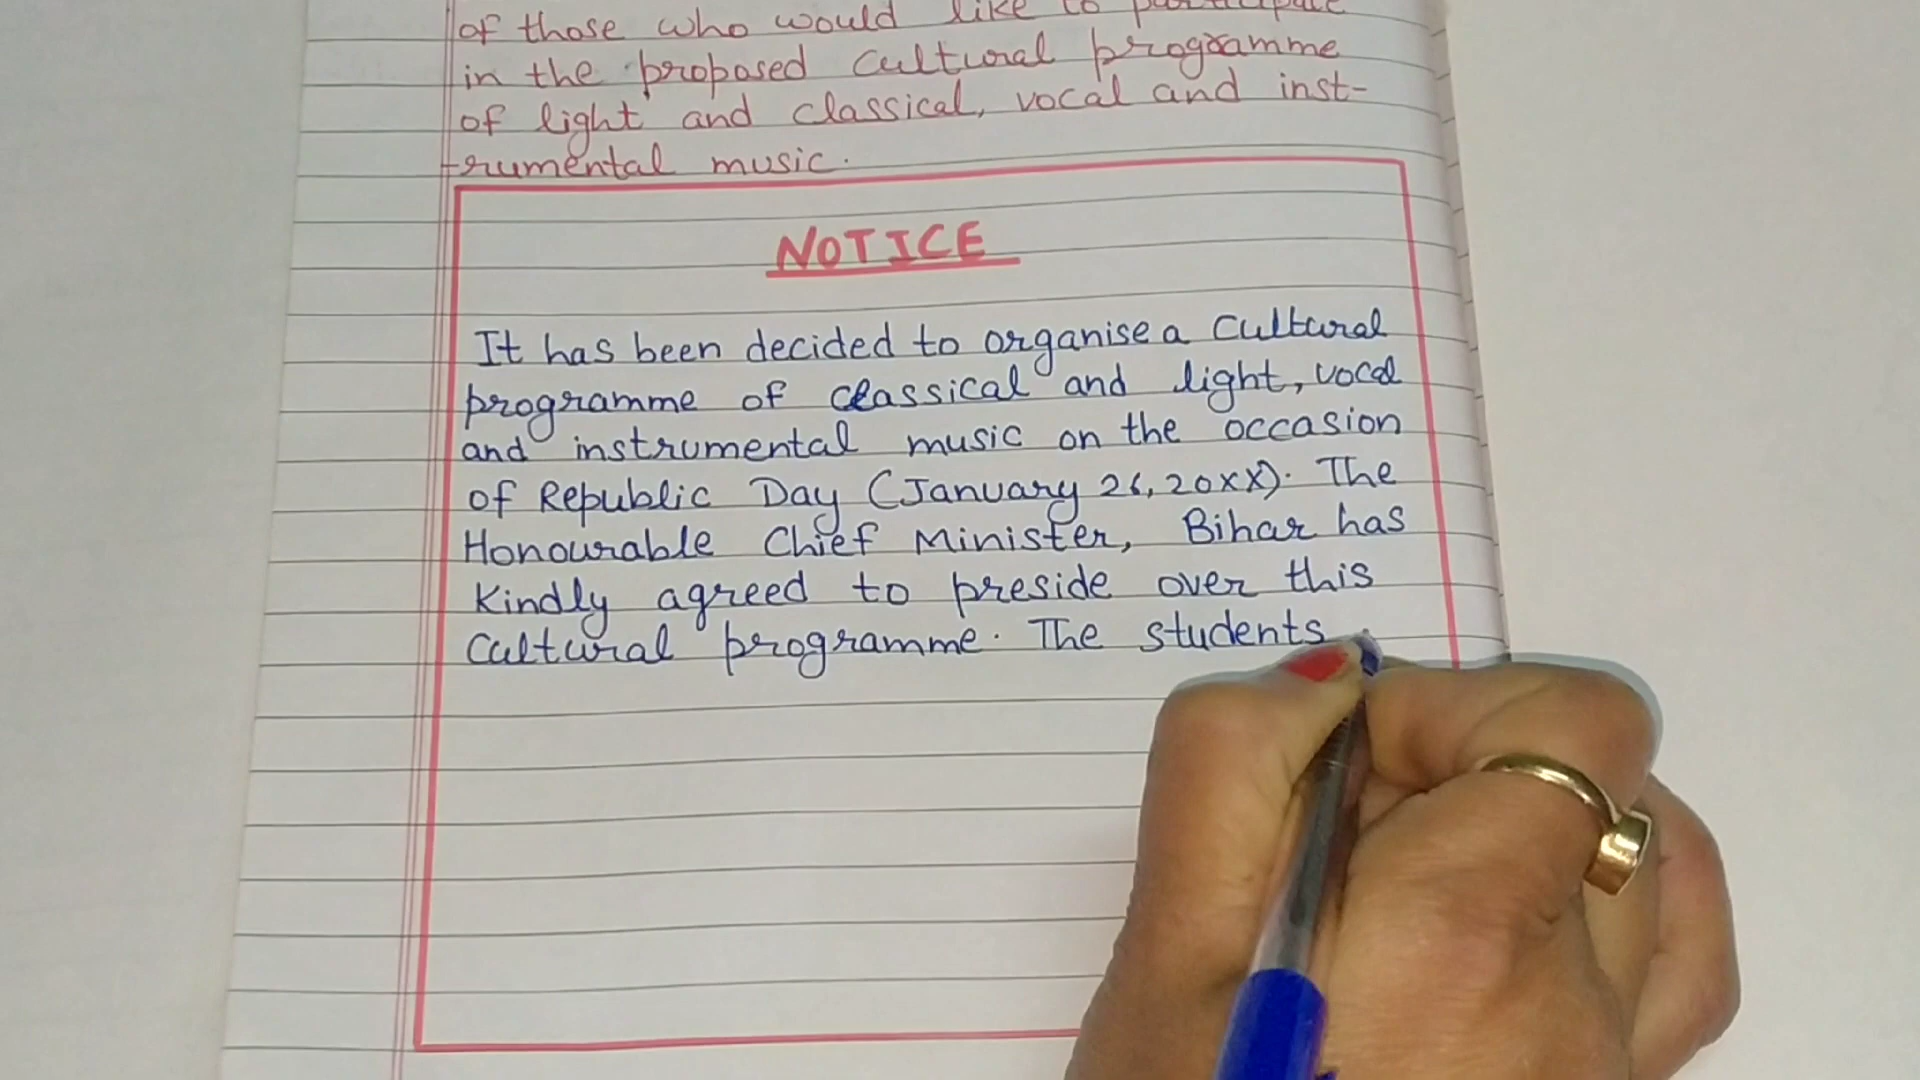 of those who would like to participate
in the proposed cultural programme
of light and classical, vocal and inst-
-rumental music.
NOTICE
It has been decided to organise a cultural
programme of classical and light, vocal
and instrumental music on the occasion
of Republic Day (January 26, 20xx). The
Honourable Chief Minister, Bihar has
kindly agreed to preside over this
cultural programme. The students